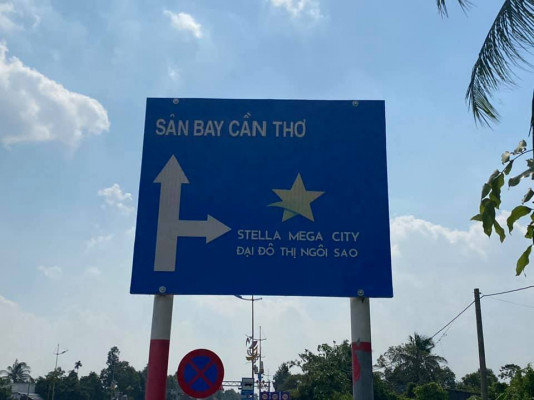 SÂN BAY CẦN THƠ
STELLA MEGA CITY
ĐẠI ĐÔ THỊ NGÔI SAO